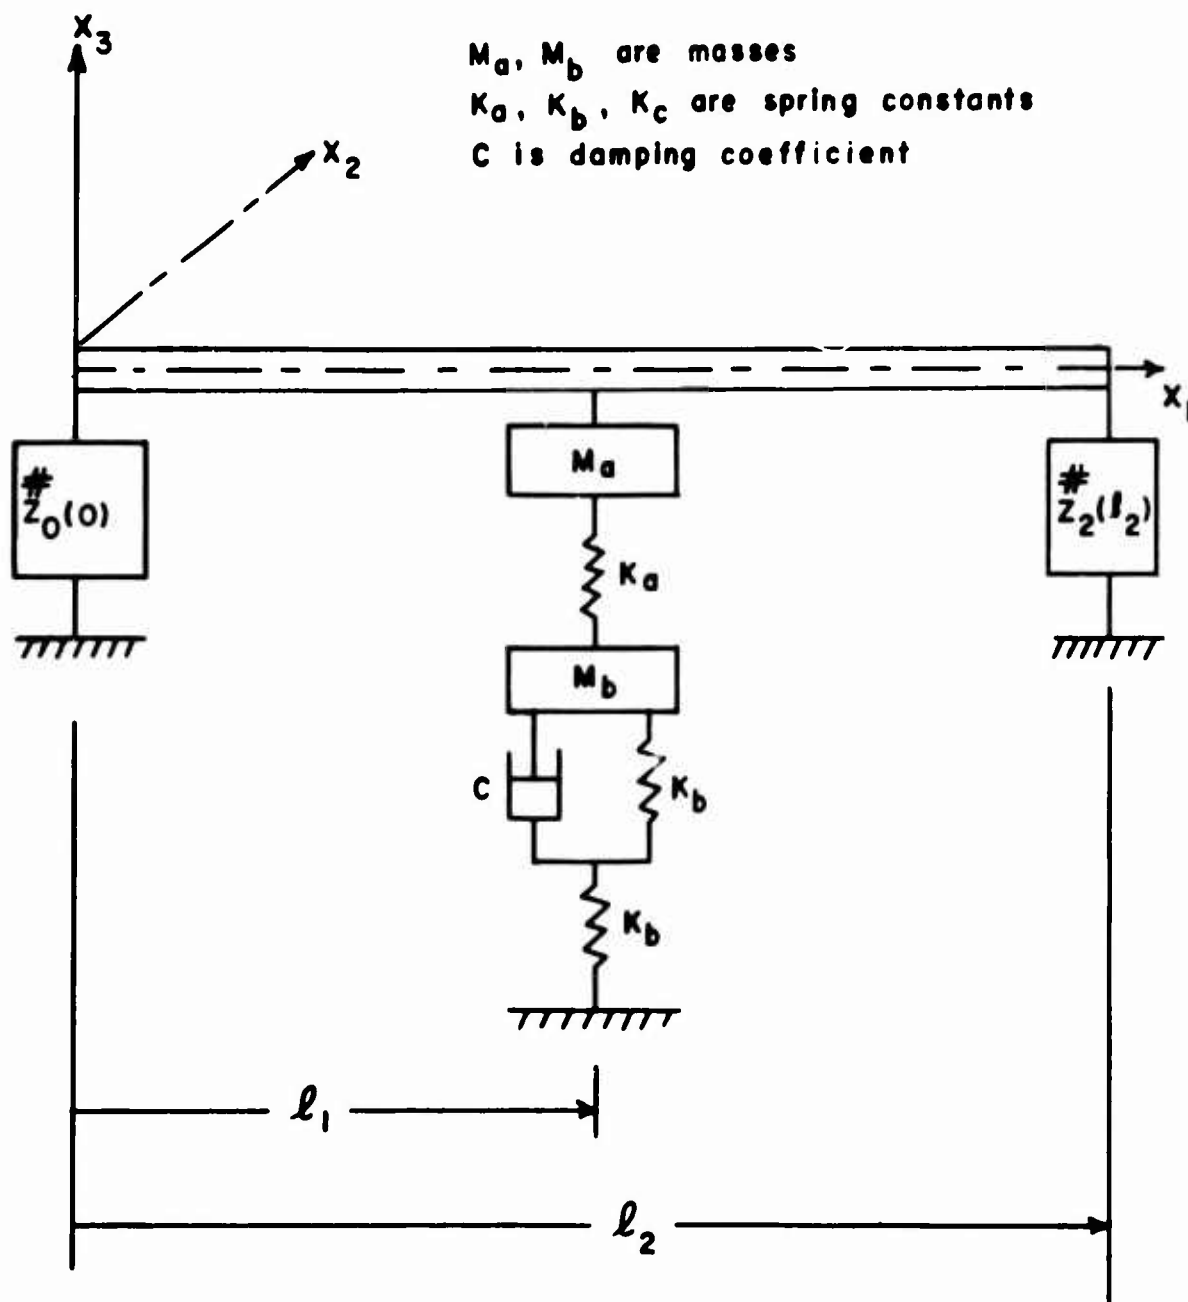 X3
Ma, Mb are masses
Ka, Kb, Kc are spring constants
C is damping coefficient
X2
X1
Ma
#
Z0(0)
#
Z2(ℓ2)
Ka
Mb
C
Kb
Kb
ℓ1
ℓ2